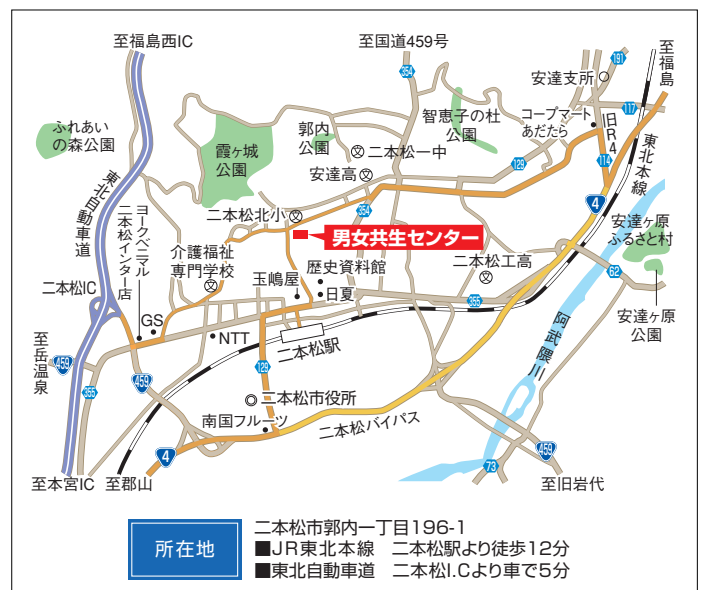 至福島西IC
至国道459号
至福島
191
安達支所
354
117
コープマート
あだたら
旧R4
智恵子の杜
公園
ふれあい
の森公園
霞ヶ城
公園
郭内
公園
二本松一中
129
114
東北本線
安達高
4
東北自動車道
二本松北小
354
男女共生センター
安達ヶ原
ふるさと村
ヨークベニマル
二本松インター店
介護福祉
専門学校
歴史資料館
二本松工高
62
玉嶋屋
日夏
二本松IC
355
安達ヶ原
公園
GS
NTT
二本松駅
阿武隈川
至岳温泉
459
355
459
129
二本松市役所
南国フルーツ
二本松バイパス
4
459
73
至本宮IC
至郡山
至旧岩代
所在地
二本松市郭内一丁目196-1
■JR東北本線 二本松駅より徒歩12分
■東北自動車道 二本松I.Cより車で5分